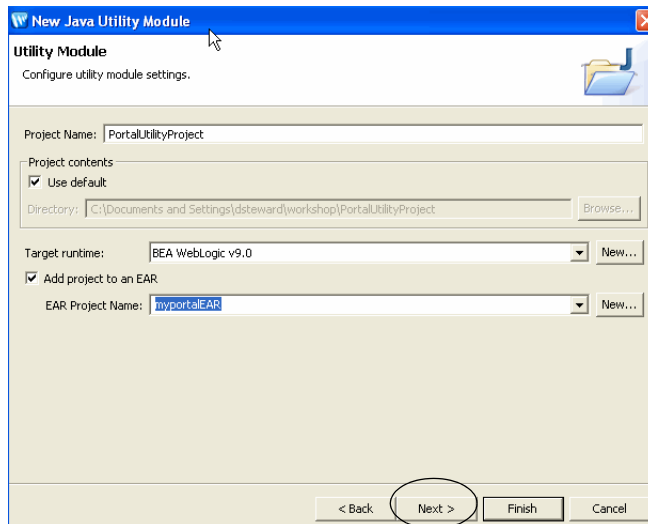 New Java Utility Module
Utility Module
Configure utility module settings.
Project Name: PortalUtilityProject
Project contents
Use default
Directory: C:\Documents and Settings\dsteward\workshop\PortalUtilityProject Browse...
Target runtime: BEA WebLogic v9.0 New...
Add project to an EAR
EAR Project Name: myportalEAR New...
< Back Next > Finish Cancel